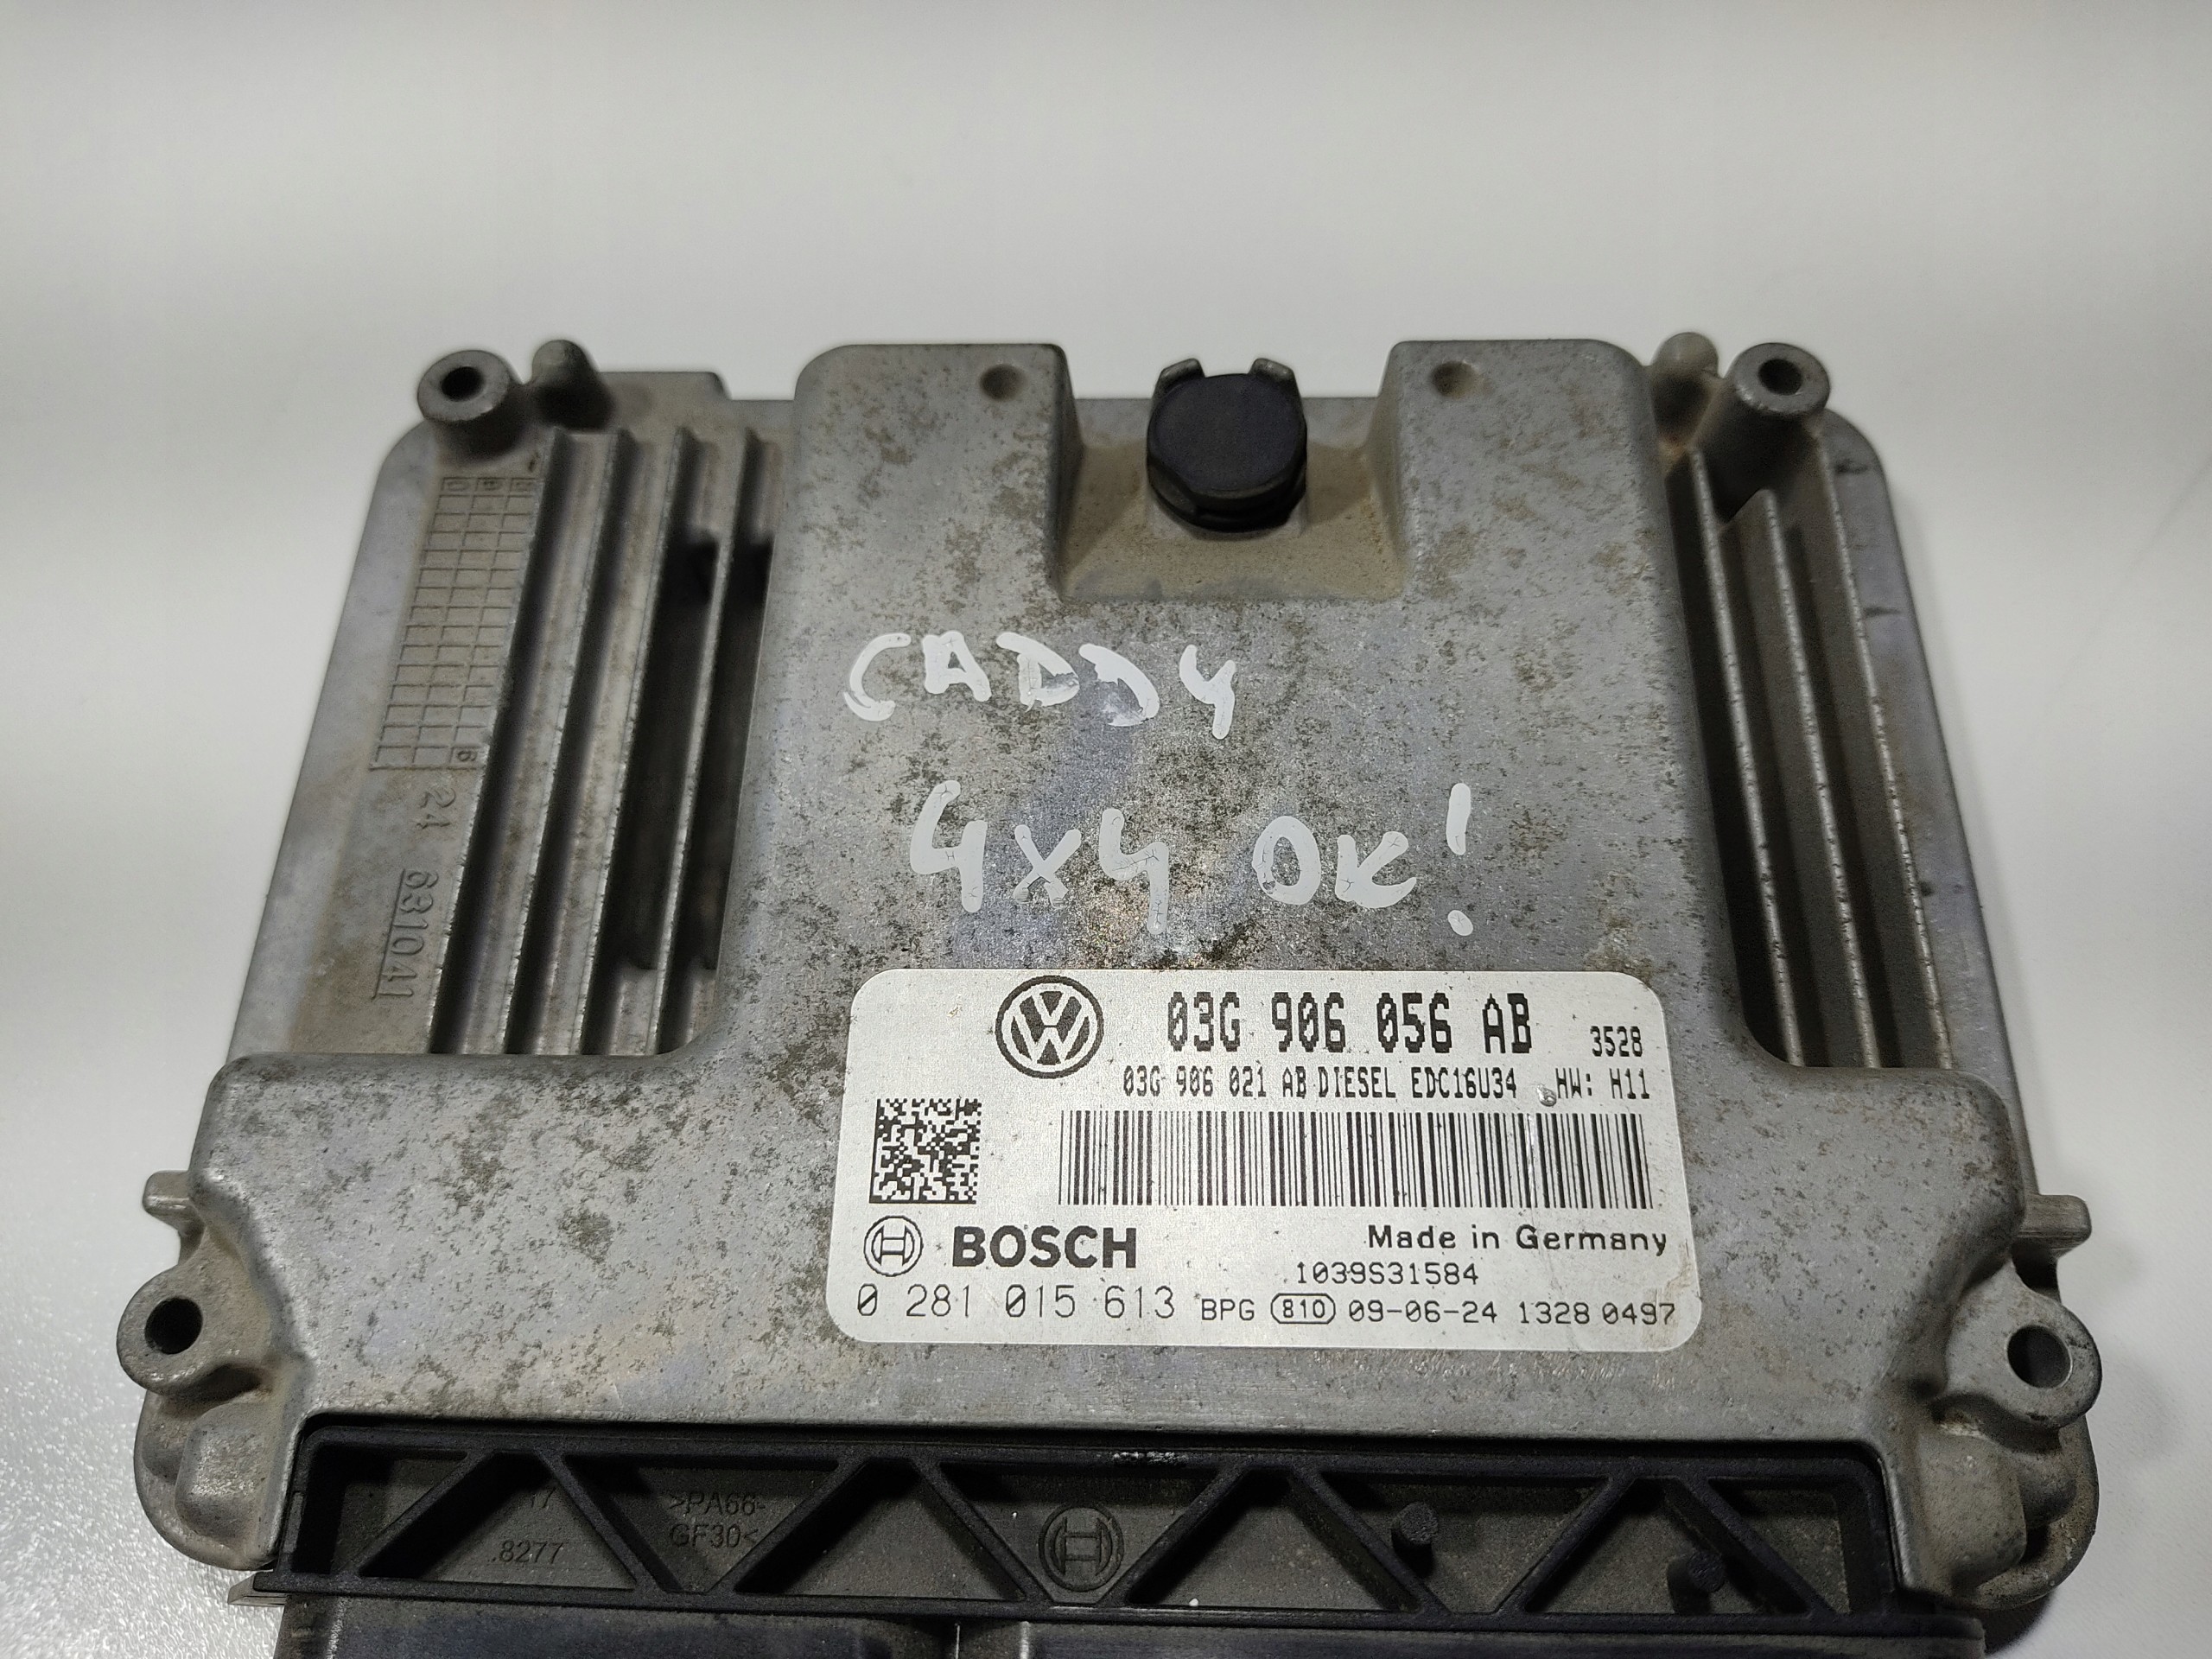 CADDY
4x4 OK!
24 631041
03G 906 056 AB 3528
03G 906 021 AB DIESEL EDC16U34 HW: H11
BOSCH
Made in Germany
1039S31584
0 281 015 613 BPG 810 09-06-24 1328 0497
17
.8277
>PA66-
GF30<